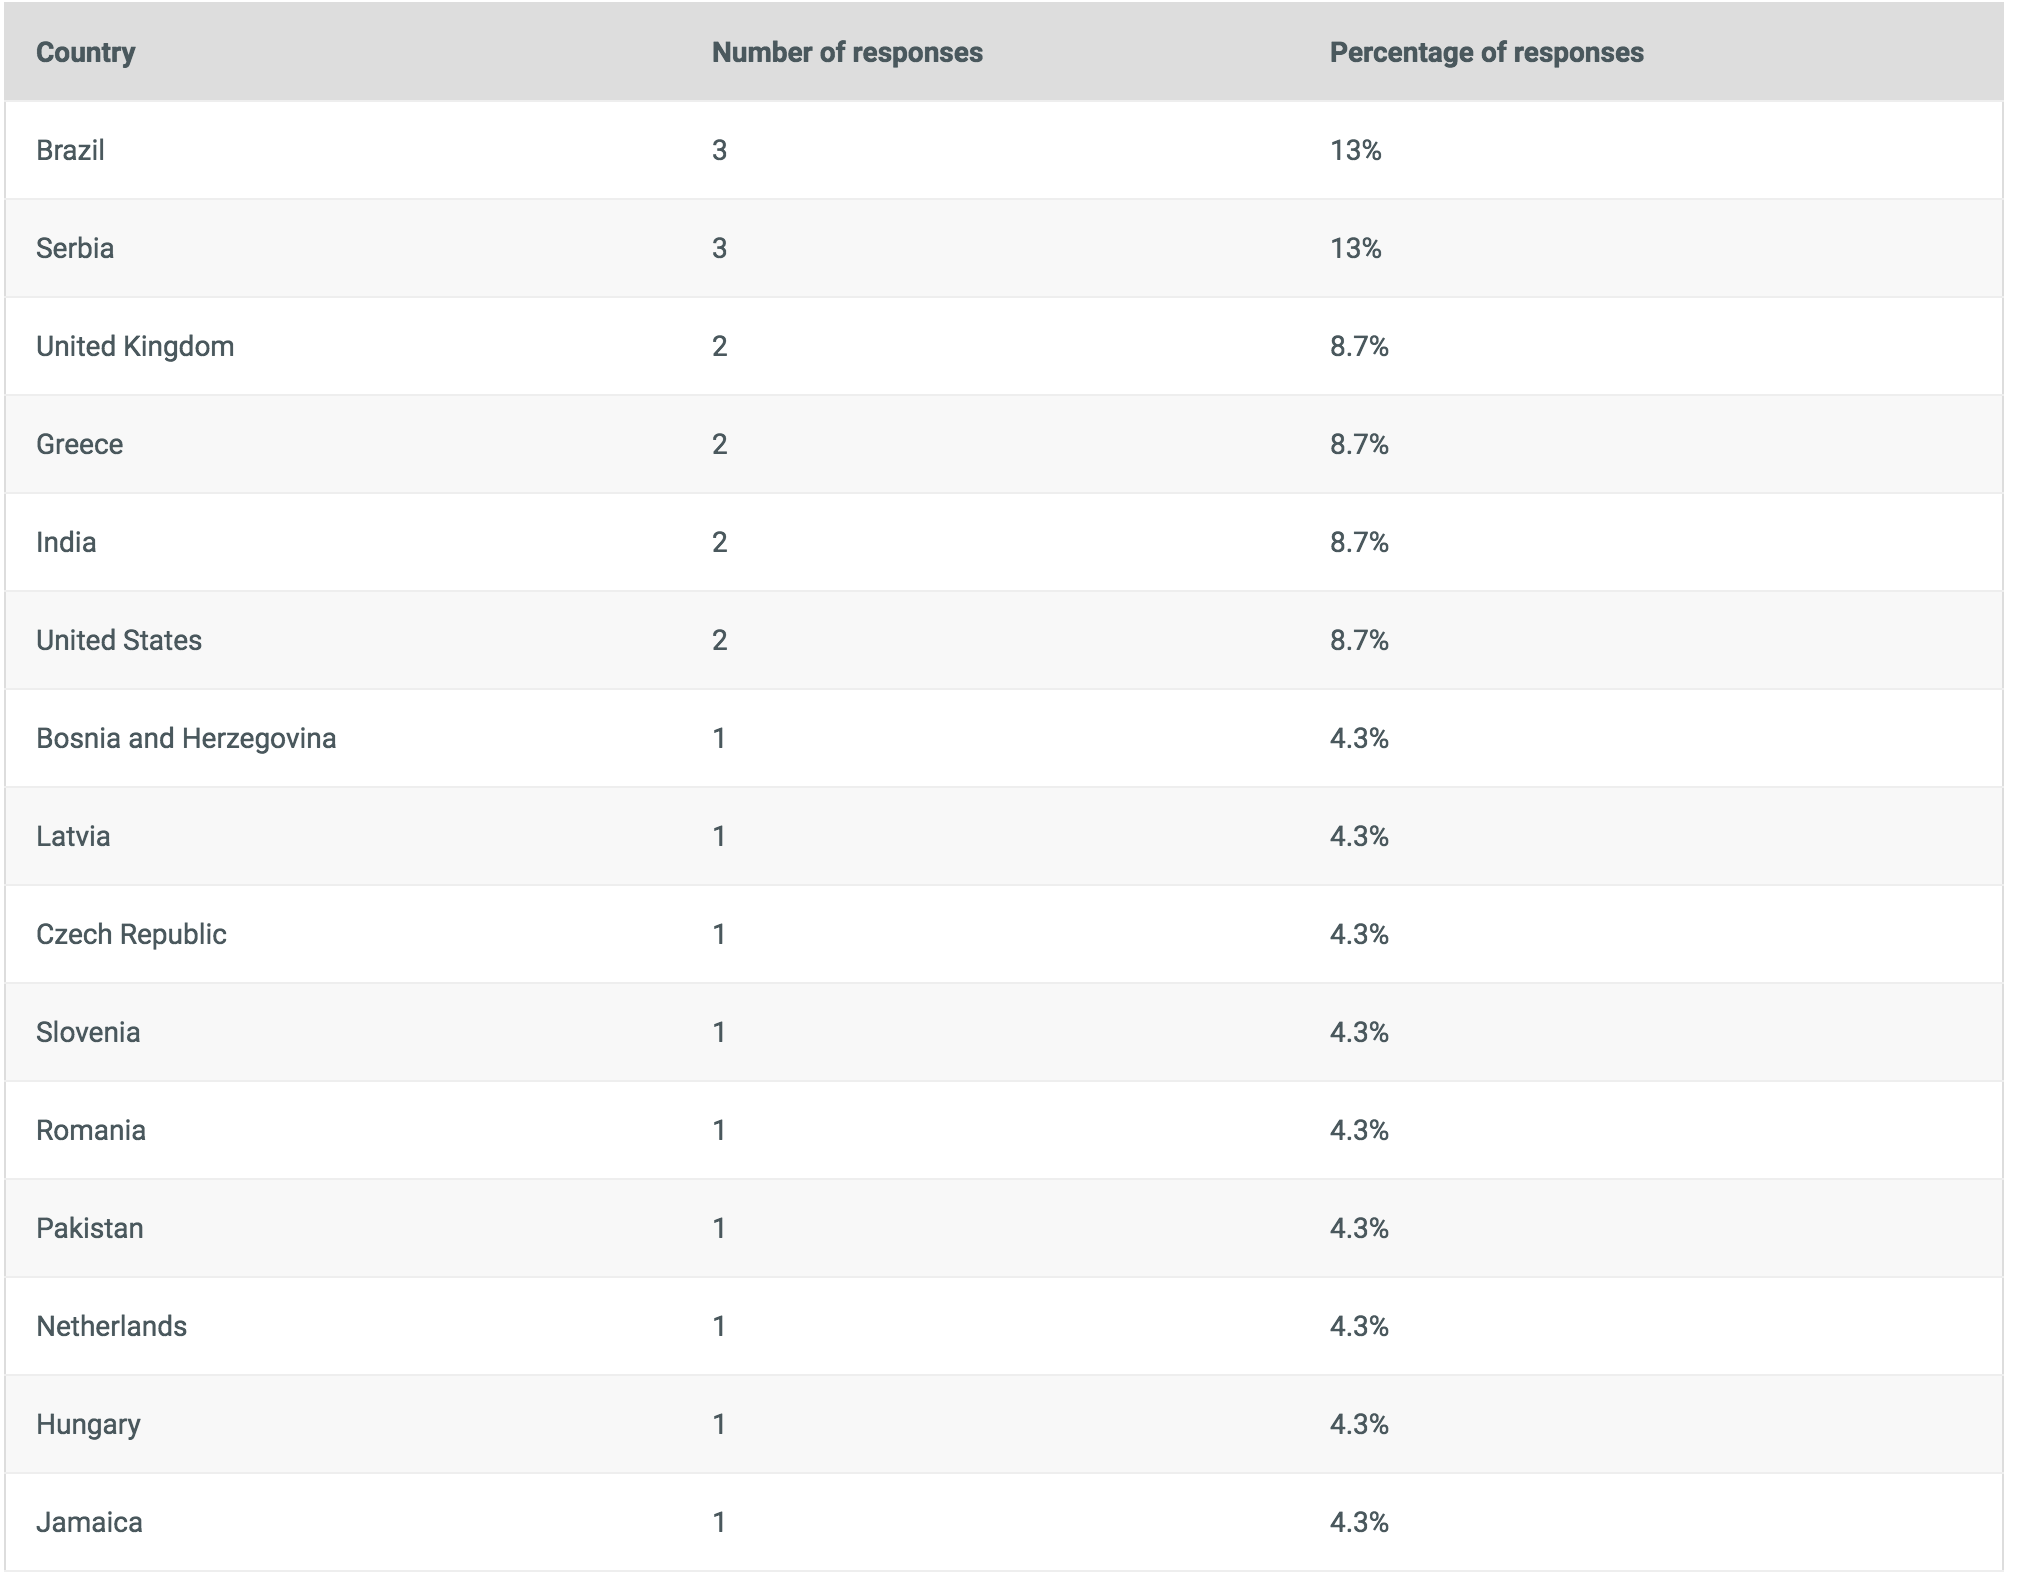 Country Number of responses Percentage of responses
Brazil 3 13%
Serbia 3 13%
United Kingdom 2 8.7%
Greece 2 8.7%
India 2 8.7%
United States 2 8.7%
Bosnia and Herzegovina 1 4.3%
Latvia 1 4.3%
Czech Republic 1 4.3%
Slovenia 1 4.3%
Romania 1 4.3%
Pakistan 1 4.3%
Netherlands 1 4.3%
Hungary 1 4.3%
Jamaica 1 4.3%